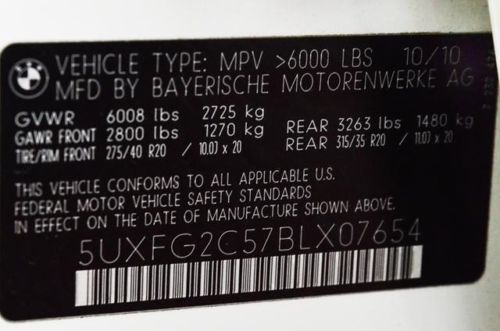 BMW
VEHICLE TYPE: MPV >6000 LBS 10/10
MFD BY BAYERISCHE MOTORENWERKE AG
GVWR 6008 lbs 2725 kg
GAWR FRONT 2800 lbs 1270 kg REAR 3263 lbs 1480 kg
TIRE/RIM FRONT 275/40 R20 / 10.0J x 20 REAR 315/35 R20 / 11.0J x 20
THIS VEHICLE CONFORMS TO ALL APPLICABLE U.S.
FEDERAL MOTOR VEHICLE SAFETY STANDARDS
IN EFFECT ON THE DATE OF MANUFACTURE SHOWN ABOVE.
5UXFG2C57BLX07654